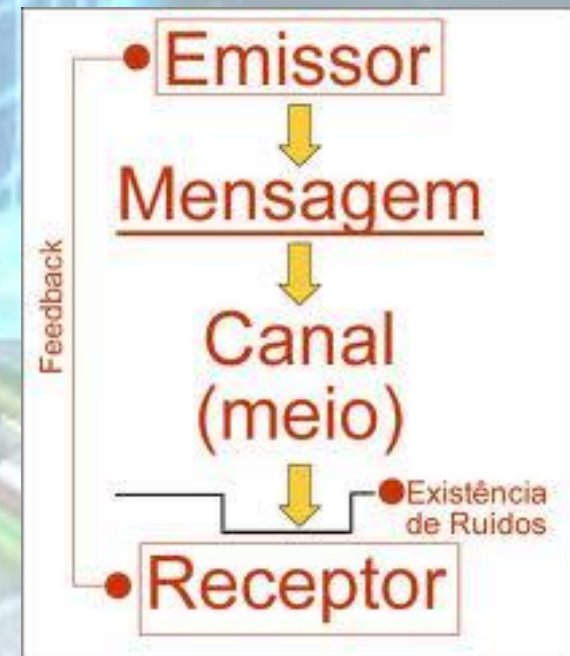 Emissor
Mensagem
Feedback
Canal
(meio)
Existência
de Ruidos
Receptor